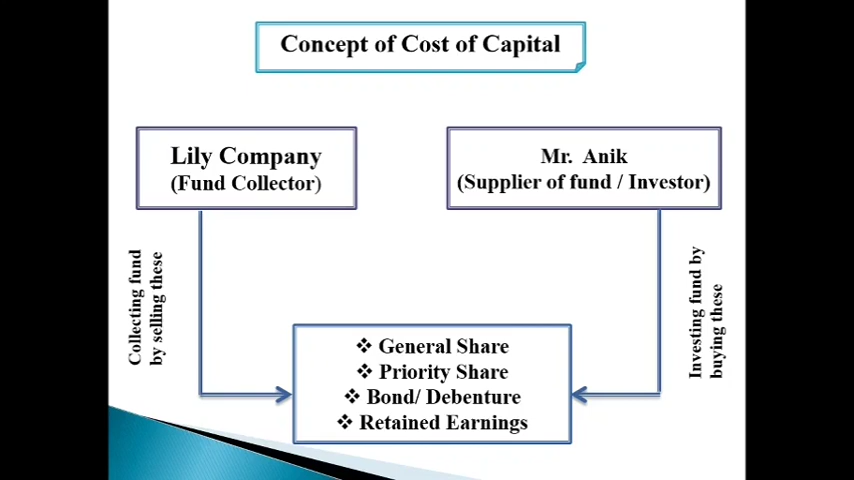 Concept of Cost of Capital
Lily Company
(Fund Collector)
Mr. Anik
(Supplier of fund / Investor)
Collecting fund
by selling these
Investing fund by
buying these
❖ General Share
❖ Priority Share
❖ Bond/ Debenture
❖ Retained Earnings